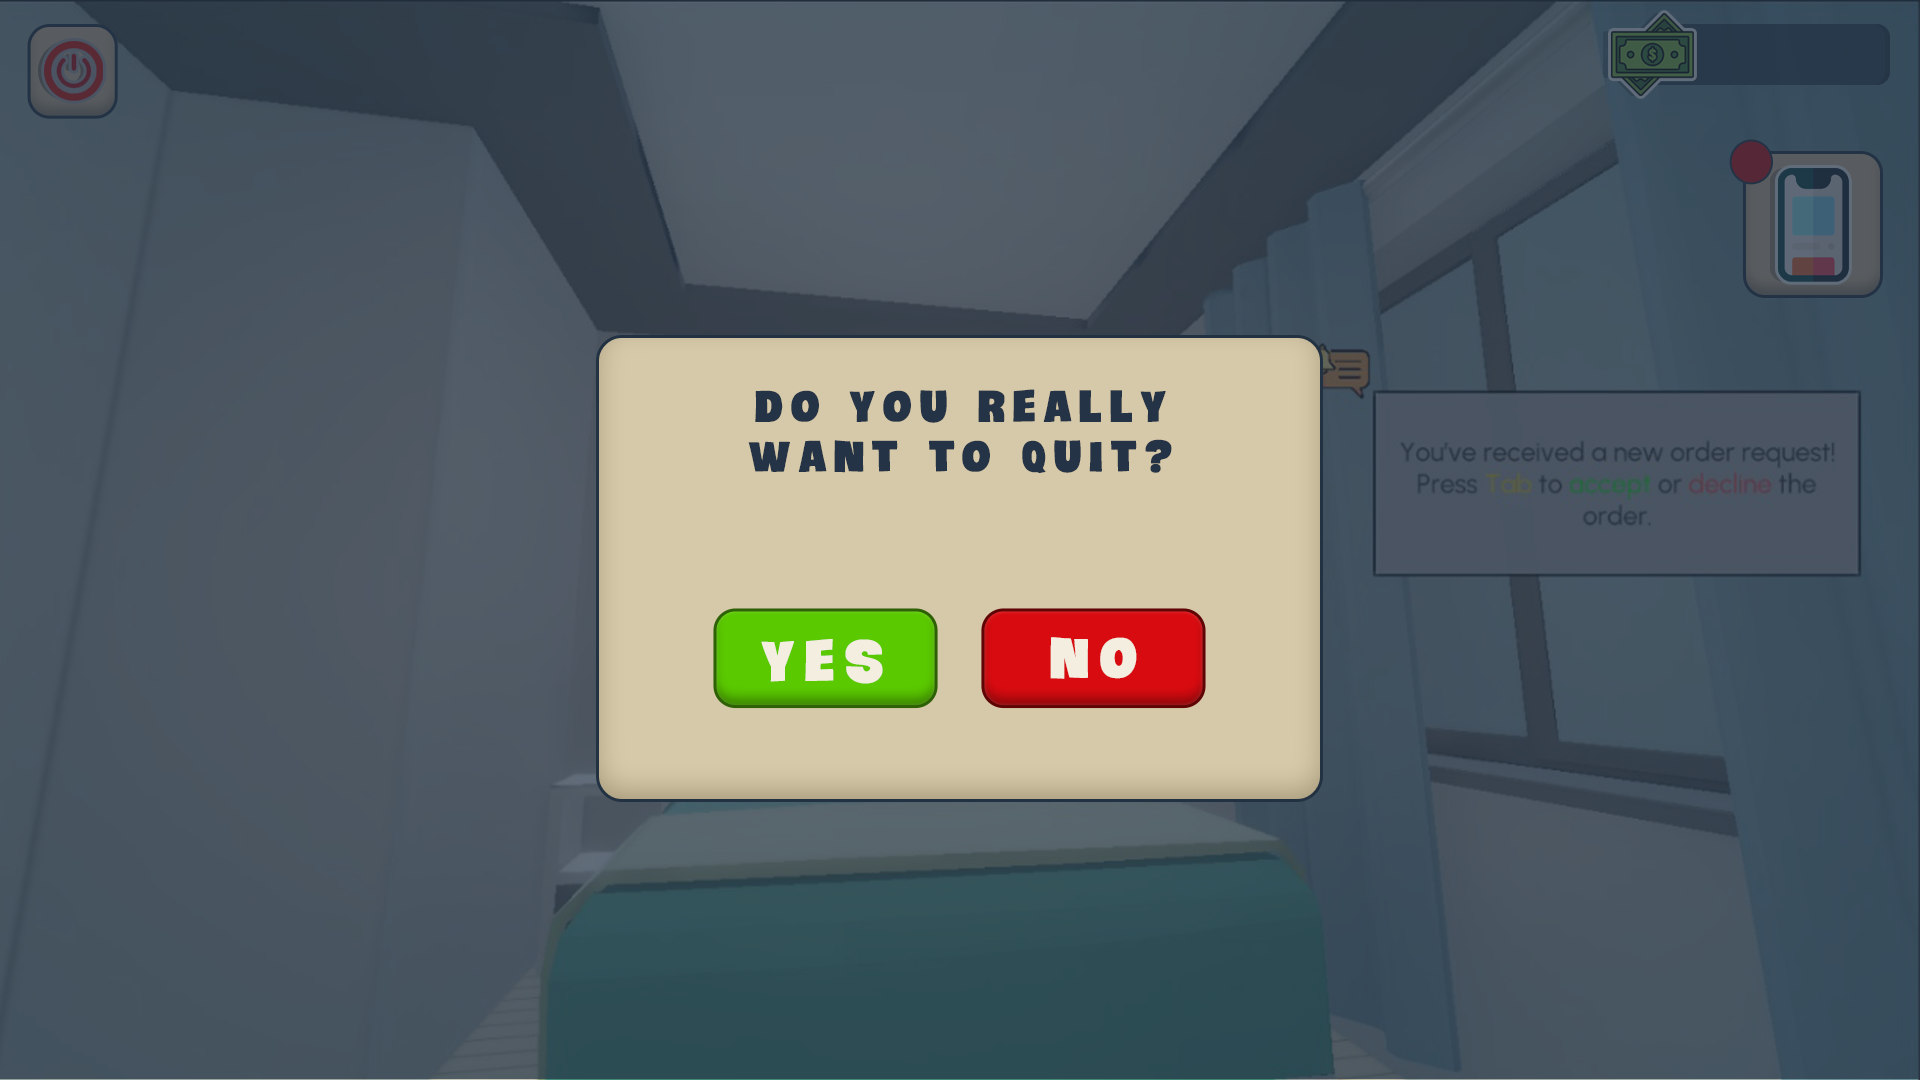 DO YOU REALLY
WANT TO QUIT?
YES
NO
You've received a new order request!
Press Tab to accept or decline the
order.